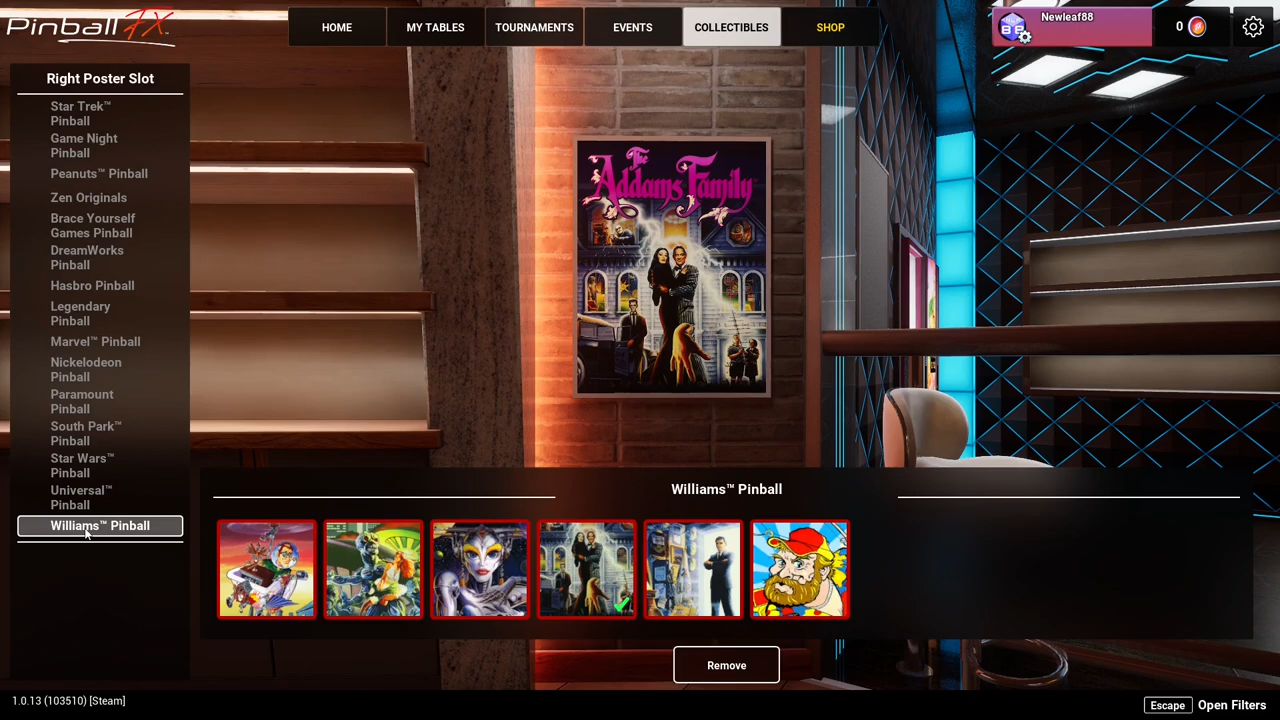 Pinball FX
HOME
MY TABLES
TOURNAMENTS
EVENTS
COLLECTIBLES
SHOP
Newleaf88
0
Right Poster Slot
Star Trek™
Pinball
Game Night
Pinball
Peanuts™ Pinball
Zen Originals
Brace Yourself
Games Pinball
DreamWorks
Pinball
Hasbro Pinball
Legendary
Pinball
Marvel™ Pinball
Nickelodeon
Pinball
Paramount
Pinball
South Park™
Pinball
Star Wars™
Pinball
Universal™
Pinball
Williams™ Pinball
The
Addams Family
Williams™ Pinball
Remove
1.0.13 (103510) [Steam]
Escape Open Filters